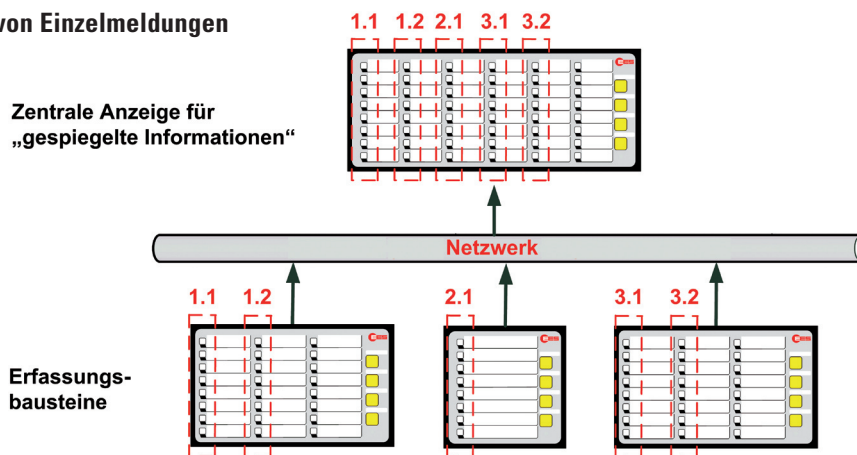 von Einzelmeldungen
1.1 1.2 2.1 3.1 3.2
Zentrale Anzeige für
„gespiegelte Informationen“
Netzwerk
1.1 1.2 2.1 3.1 3.2
Erfassungs-
bausteine